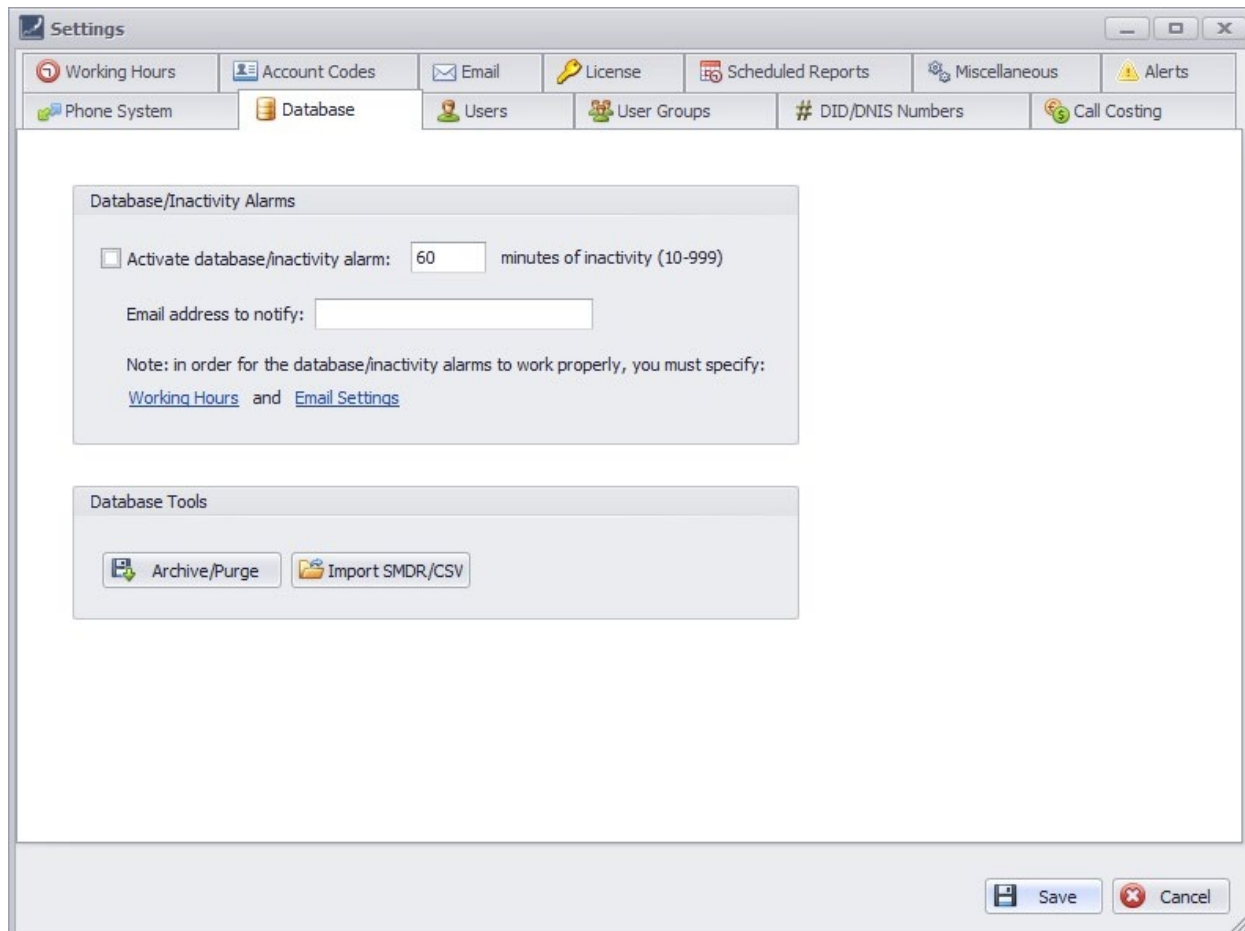 Settings
Working Hours Account Codes Email License Scheduled Reports Miscellaneous Alerts
Phone System Database Users User Groups # DID/DNIS Numbers Call Costing
Database/Inactivity Alarms
Activate database/inactivity alarm: 60 minutes of inactivity (10-999)
Email address to notify:
Note: in order for the database/inactivity alarms to work properly, you must specify:
Working Hours and Email Settings
Database Tools
Archive/Purge Import SMDR/CSV
Save Cancel